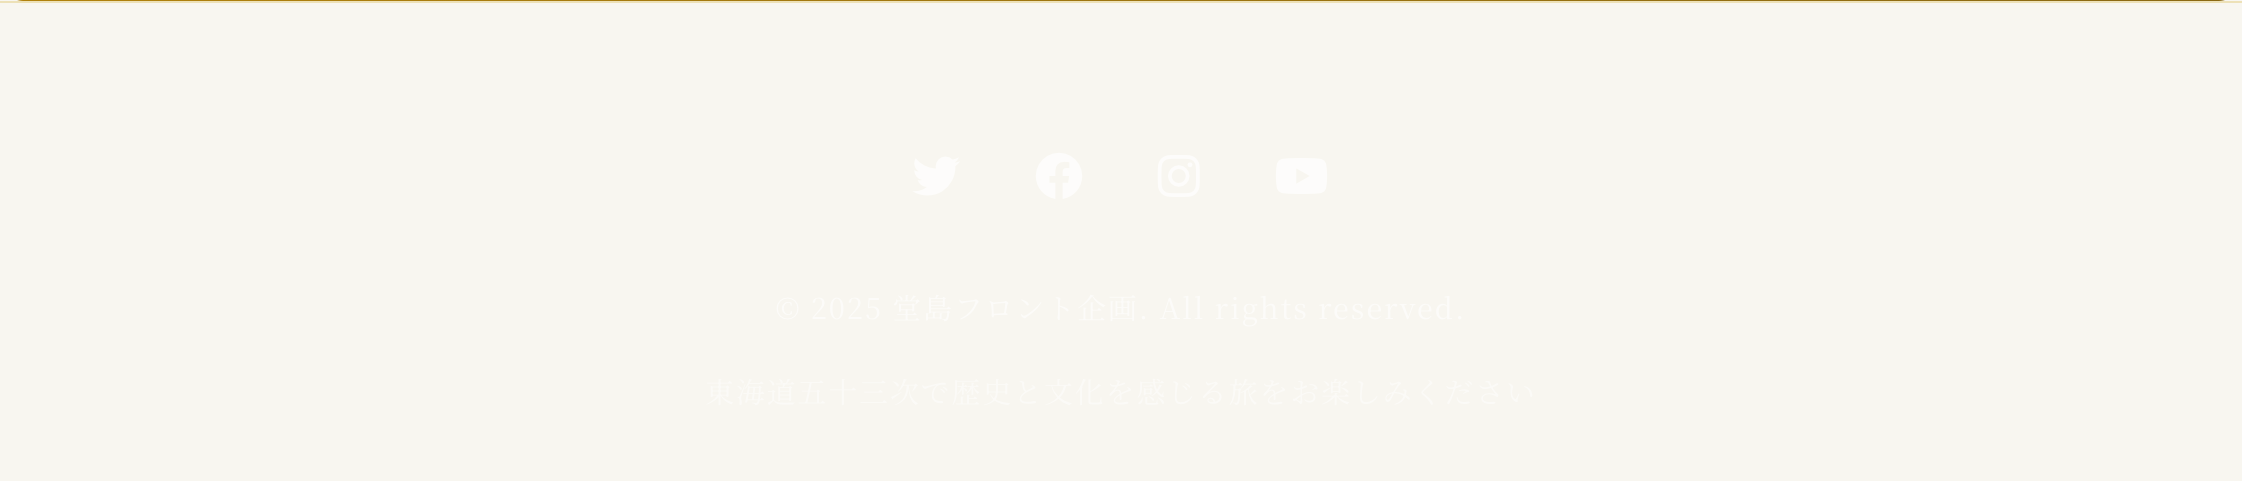 © 2025 堂島フロント企画. All rights reserved.
東海道五十三次で歴史と文化を感じる旅をお楽しみください